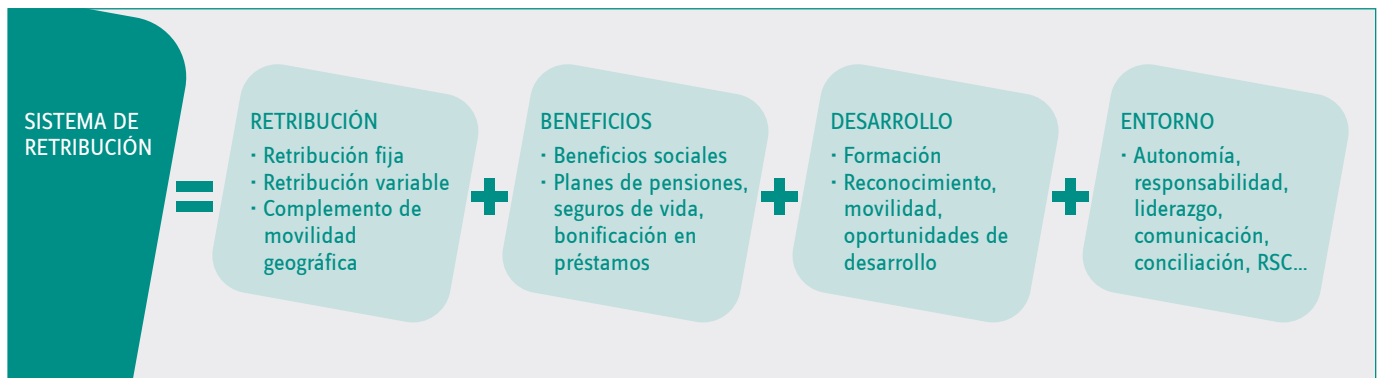 SISTEMA DE
RETRIBUCIÓN
=
RETRIBUCIÓN
· Retribución fija
· Retribución variable
· Complemento de
movilidad
geográfica
+
BENEFICIOS
· Beneficios sociales
· Planes de pensiones,
seguros de vida,
bonificación en
préstamos
+
DESARROLLO
· Formación
· Reconocimiento,
movilidad,
oportunidades de
desarrollo
+
ENTORNO
· Autonomía,
responsabilidad,
liderazgo,
comunicación,
conciliación, RSC...